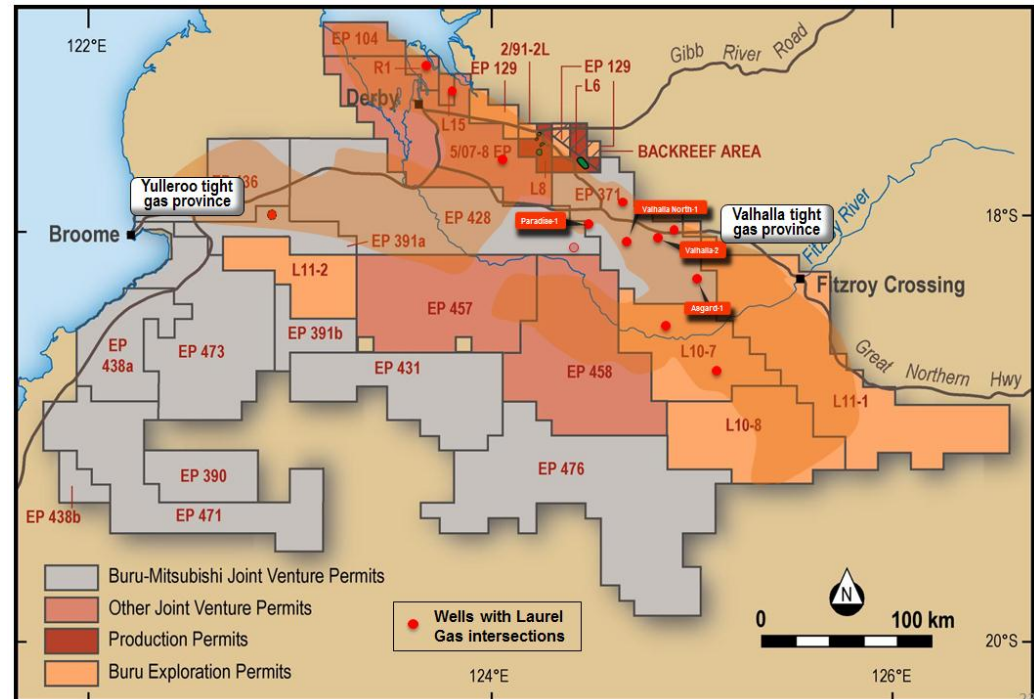 122°E
EP 104
2/91-2L
EP 129
EP 129
R1
L6
Gibb River Road
Derby
L15
5/07-8 EP
BACKREEF AREA
L8
EP 371
Yulleroo tight
gas province
EP 428
Paradise-1
Valhalla North-1
Valhalla tight
gas province
18°S
Broome
EP 391a
Valhalla-2
Fitzroy River
L11-2
Fitzroy Crossing
Asgard-1
EP 457
EP
438a
EP 473
EP 391b
EP 431
L10-7
Great Northern Hwy
EP 458
L11-1
L10-8
EP 390
EP 476
EP 438b
EP 471
Buru-Mitsubishi Joint Venture Permits
Other Joint Venture Permits
Production Permits
Buru Exploration Permits
Wells with Laurel
Gas intersections
N
0
100 km
20°S
124°E
126°E